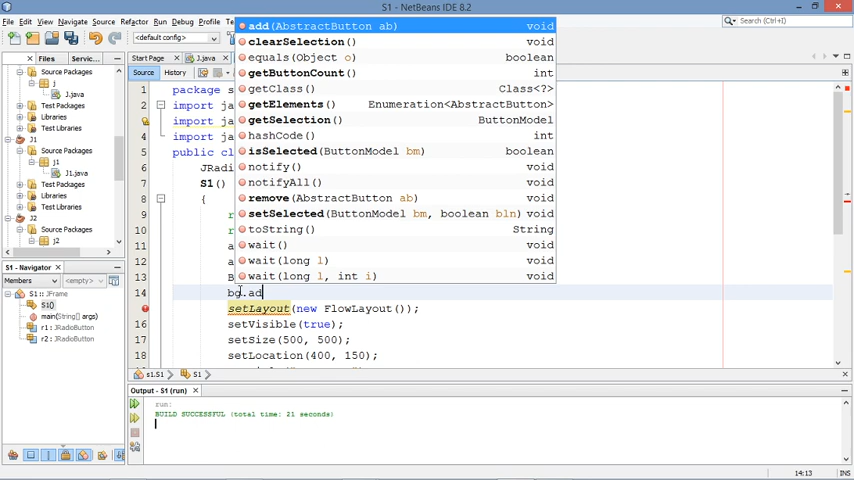 S1 - NetBeans IDE 8.2
File Edit View Navigate Source Refactor Run Debug Profile
Search (Ctrl+I)
<default config>
Files Servic...
Start Page J.java
Source History
Source Packages
j
J.java
Test Packages
Libraries
Test Libraries
J1
Source Packages
j1
J1.java
Test Packages
Libraries
Test Libraries
J2
Source Packages
j2
S1 - Navigator
Members <empty>
S1 :: JFrame
S1()
main(String[] args)
r1 : JRadioButton
r2 : JRadioButton
add(AbstractButton ab) void
clearSelection() void
equals(Object o) boolean
getButtonCount() int
getClass() Class<?>
getElements() Enumeration<AbstractButton>
getSelection() ButtonModel
hashCode() int
isSelected(ButtonModel bm) boolean
notify() void
notifyAll() void
remove(AbstractButton ab) void
setSelected(ButtonModel bm, boolean bln) void
toString() String
wait() void
wait(long l) void
wait(long l, int i) void
1 package s
2 import ja
import ja
4 import ja
5 public cl
6 JRadi
7 S1()
8 {
9 r
10 r
11 a
12 a
13 B
14 bg.ad
setLayout(new FlowLayout());
16 setVisible(true);
17 setSize(500, 500);
18 setLocation(400, 150);
s1.S1 S1
Output - S1 (run)
run:
BUILD SUCCESSFUL (total time: 21 seconds)
14:13 INS